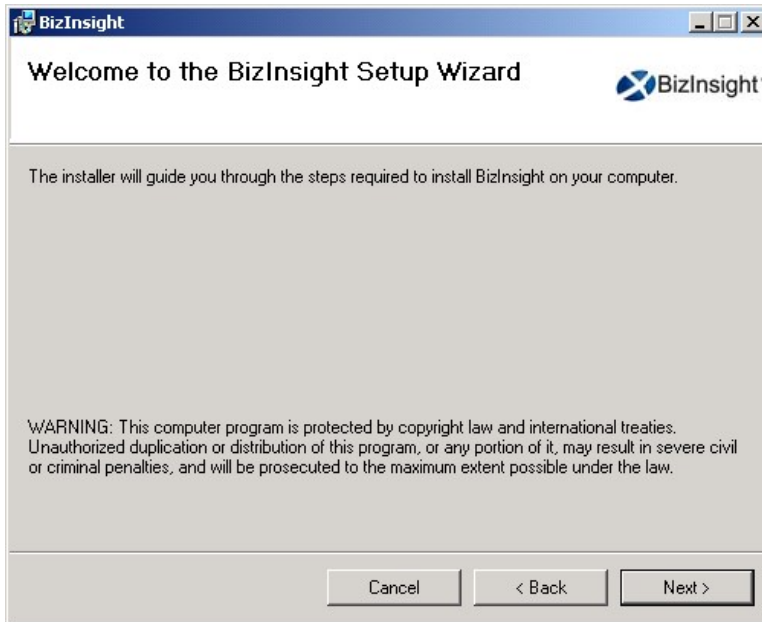 BizInsight
Welcome to the BizInsight Setup Wizard
BizInsight
The installer will guide you through the steps required to install BizInsight on your computer.
WARNING: This computer program is protected by copyright law and international treaties.
Unauthorized duplication or distribution of this program, or any portion of it, may result in severe civil
or criminal penalties, and will be prosecuted to the maximum extent possible under the law.
Cancel
< Back
Next >